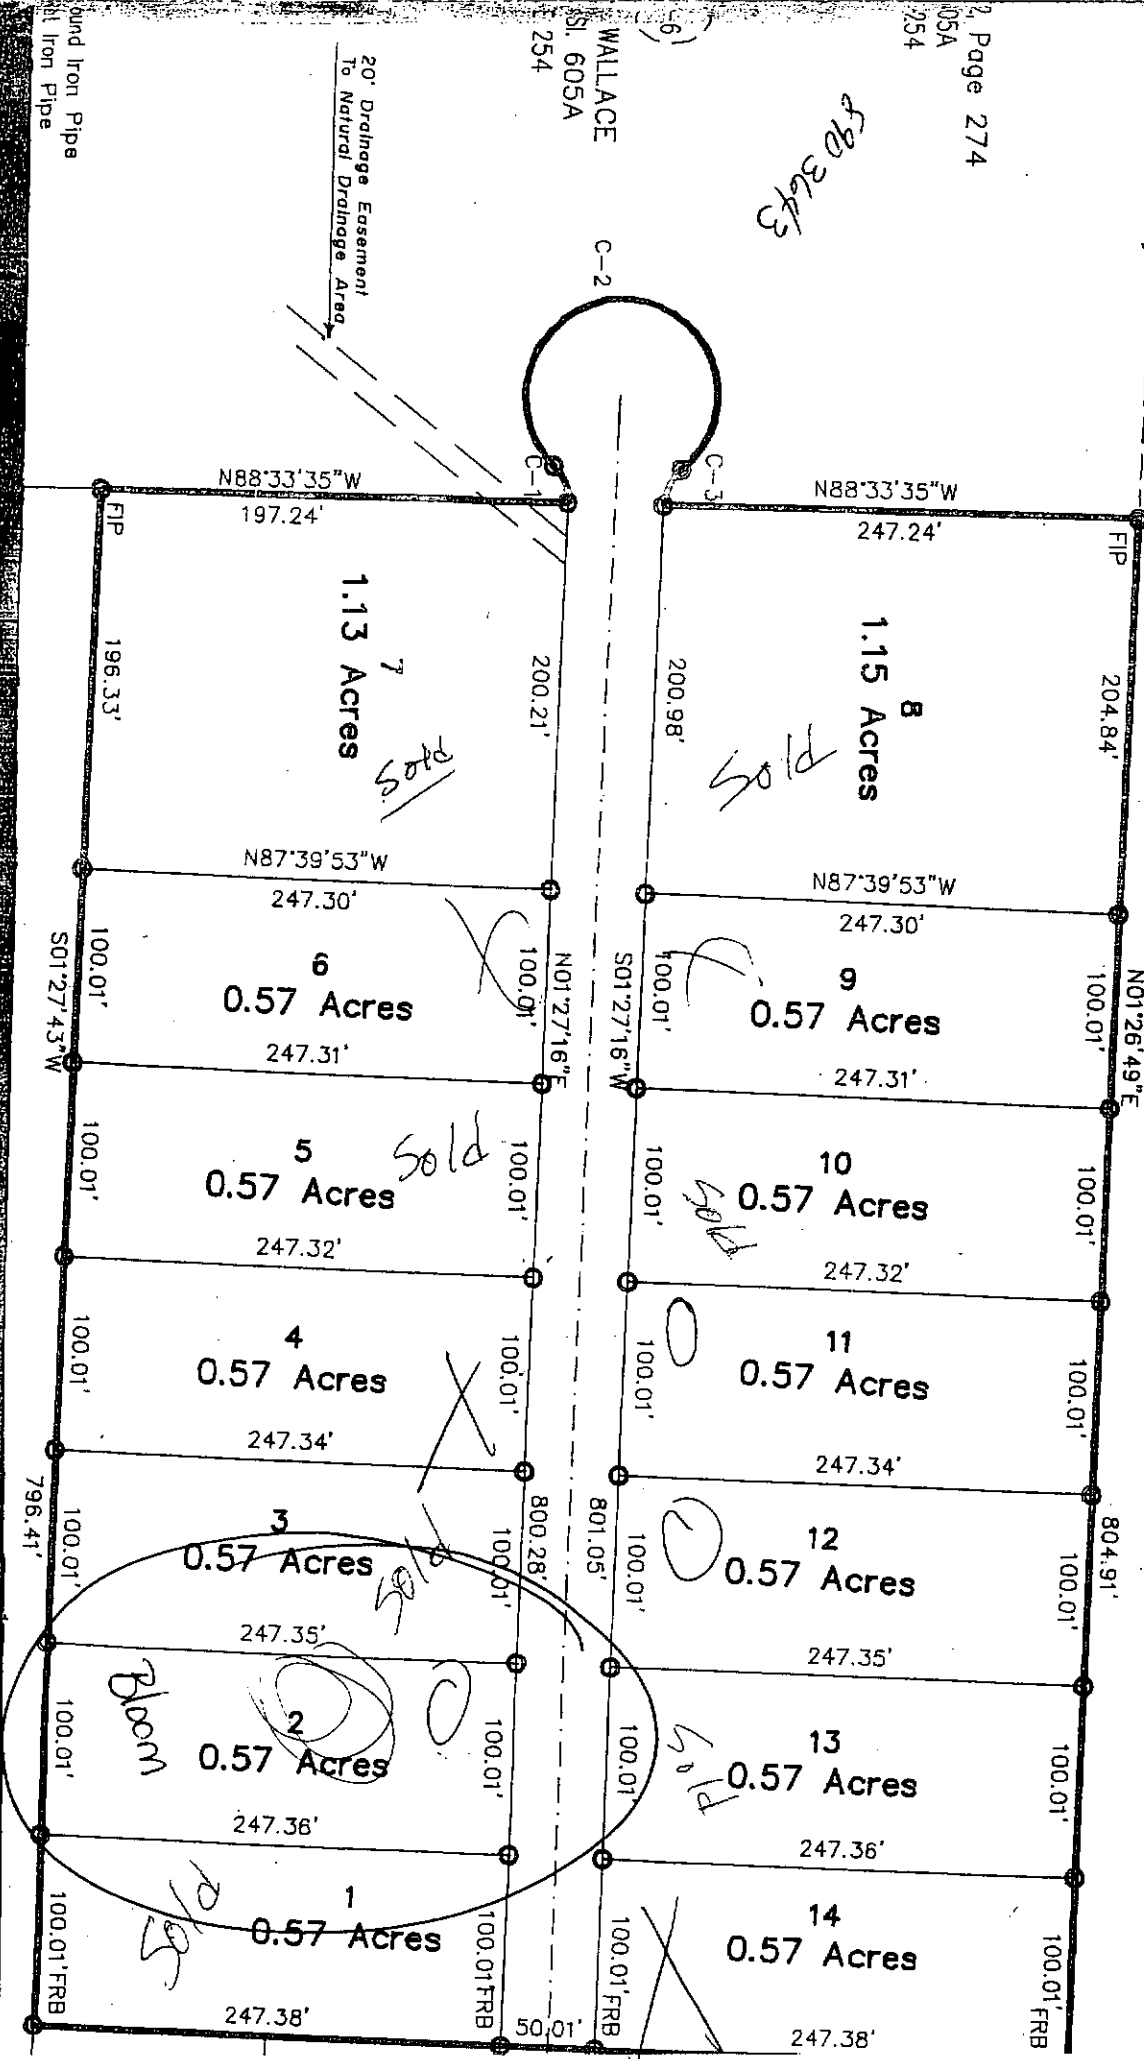 Page 274
05A
254
690 3643
WALLACE
Sl. 605A
254
20' Drainage Easement
To Natural Drainage Area
ound Iron Pipe
Iron Pipe
C-2
C-1
C-3
N88°33'35"W
197.24'
FIP
N88°33'35"W
247.24'
FIP
7
1.13 Acres
Sold
196.33'
200.21'
8
1.15 Acres
Sold
200.98'
204.84'
N87°39'53"W
247.30'
N87°39'53"W
247.30'
6
0.57 Acres
100.01'
S01°27'43"W
100.01'
N01°27'16"E
X
S01°27'16"W
100.01'
9
0.57 Acres
100.01'
N01°26'49"E
247.31'
247.31'
5
0.57 Acres
Sold
100.01'
100.01'
100.01'
10
0.57 Acres
Sold
100.01'
247.32'
247.32'
4
0.57 Acres
100.01'
100.01'
X
100.01'
11
0.57 Acres
O
100.01'
247.34'
247.34'
796.41'
800.28'
801.05'
804.91'
3
0.57 Acres
Sold
100.01'
100.01'
100.01'
12
0.57 Acres
O
100.01'
247.35'
247.35'
Bloom
2
0.57 Acres
O
100.01'
100.01'
100.01'
13
0.57 Acres
Sold
100.01'
247.36'
247.36'
1
0.57 Acres
Sold
100.01' FRB
100.01' FRB
100.01' FRB
14
0.57 Acres
X
100.01' FRB
247.38'
50.01'
247.38'